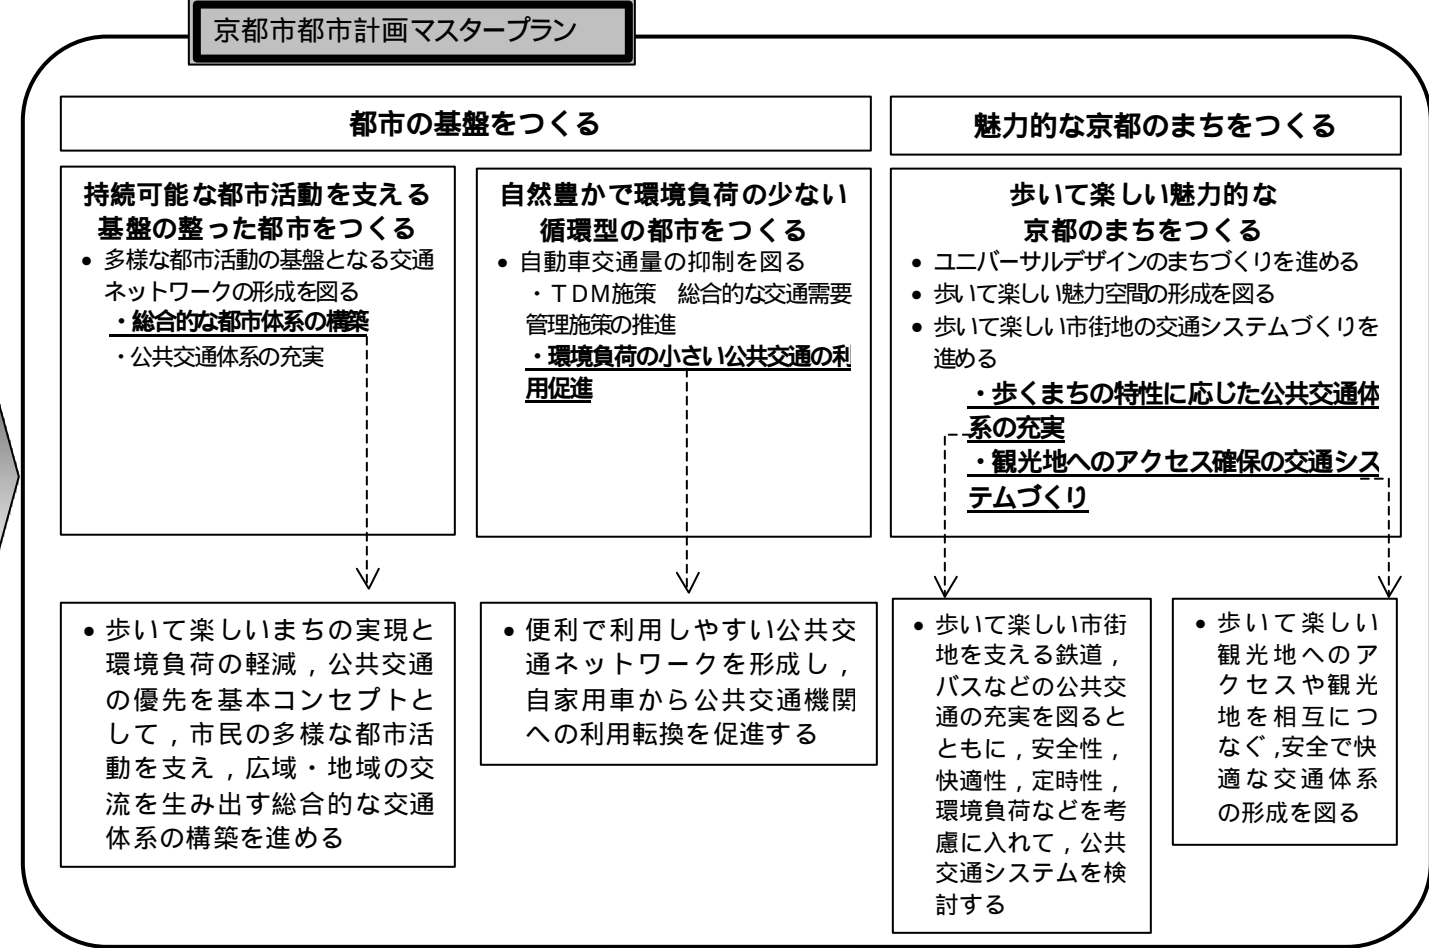 京都市都市計画マスタープラン
都市の基盤をつくる
魅力的な京都のまちをつくる
持続可能な都市活動を支える
基盤の整った都市をつくる
• 多様な都市活動の基盤となる交通
ネットワークの形成を図る
・総合的な都市体系の構築
・公共交通体系の充実
自然豊かで環境負荷の少ない
循環型の都市をつくる
• 自動車交通量の抑制を図る
・ＴＤＭ施策　総合的な交通需要
管理施策の推進
・環境負荷の小さい公共交通の利
用促進
歩いて楽しい魅力的な
京都のまちをつくる
• ユニバーサルデザインのまちづくりを進める
• 歩いて楽しい魅力空間の形成を図る
• 歩いて楽しい市街地の交通システムづくりを
進める
・歩くまちの特性に応じた公共交通体
系の充実
・観光地へのアクセス確保の交通シス
テムづくり
• 歩いて楽しいまちの実現と
環境負荷の軽減，公共交通
の優先を基本コンセプトと
して，市民の多様な都市活
動を支え，広域・地域の交
流を生み出す総合的な交通
体系の構築を進める
• 便利で利用しやすい公共交
通ネットワークを形成し，
自家用車から公共交通機関
への利用転換を促進する
• 歩いて楽しい市街
地を支える鉄道，
バスなどの公共交
通の充実を図ると
ともに，安全性，
快適性，定時性，
環境負荷などを考
慮に入れて，公共
交通システムを検
討する
• 歩いて楽しい
観光地へのア
クセスや観光
地を相互につ
なぐ，安全で快
適な交通体系
の形成を図る